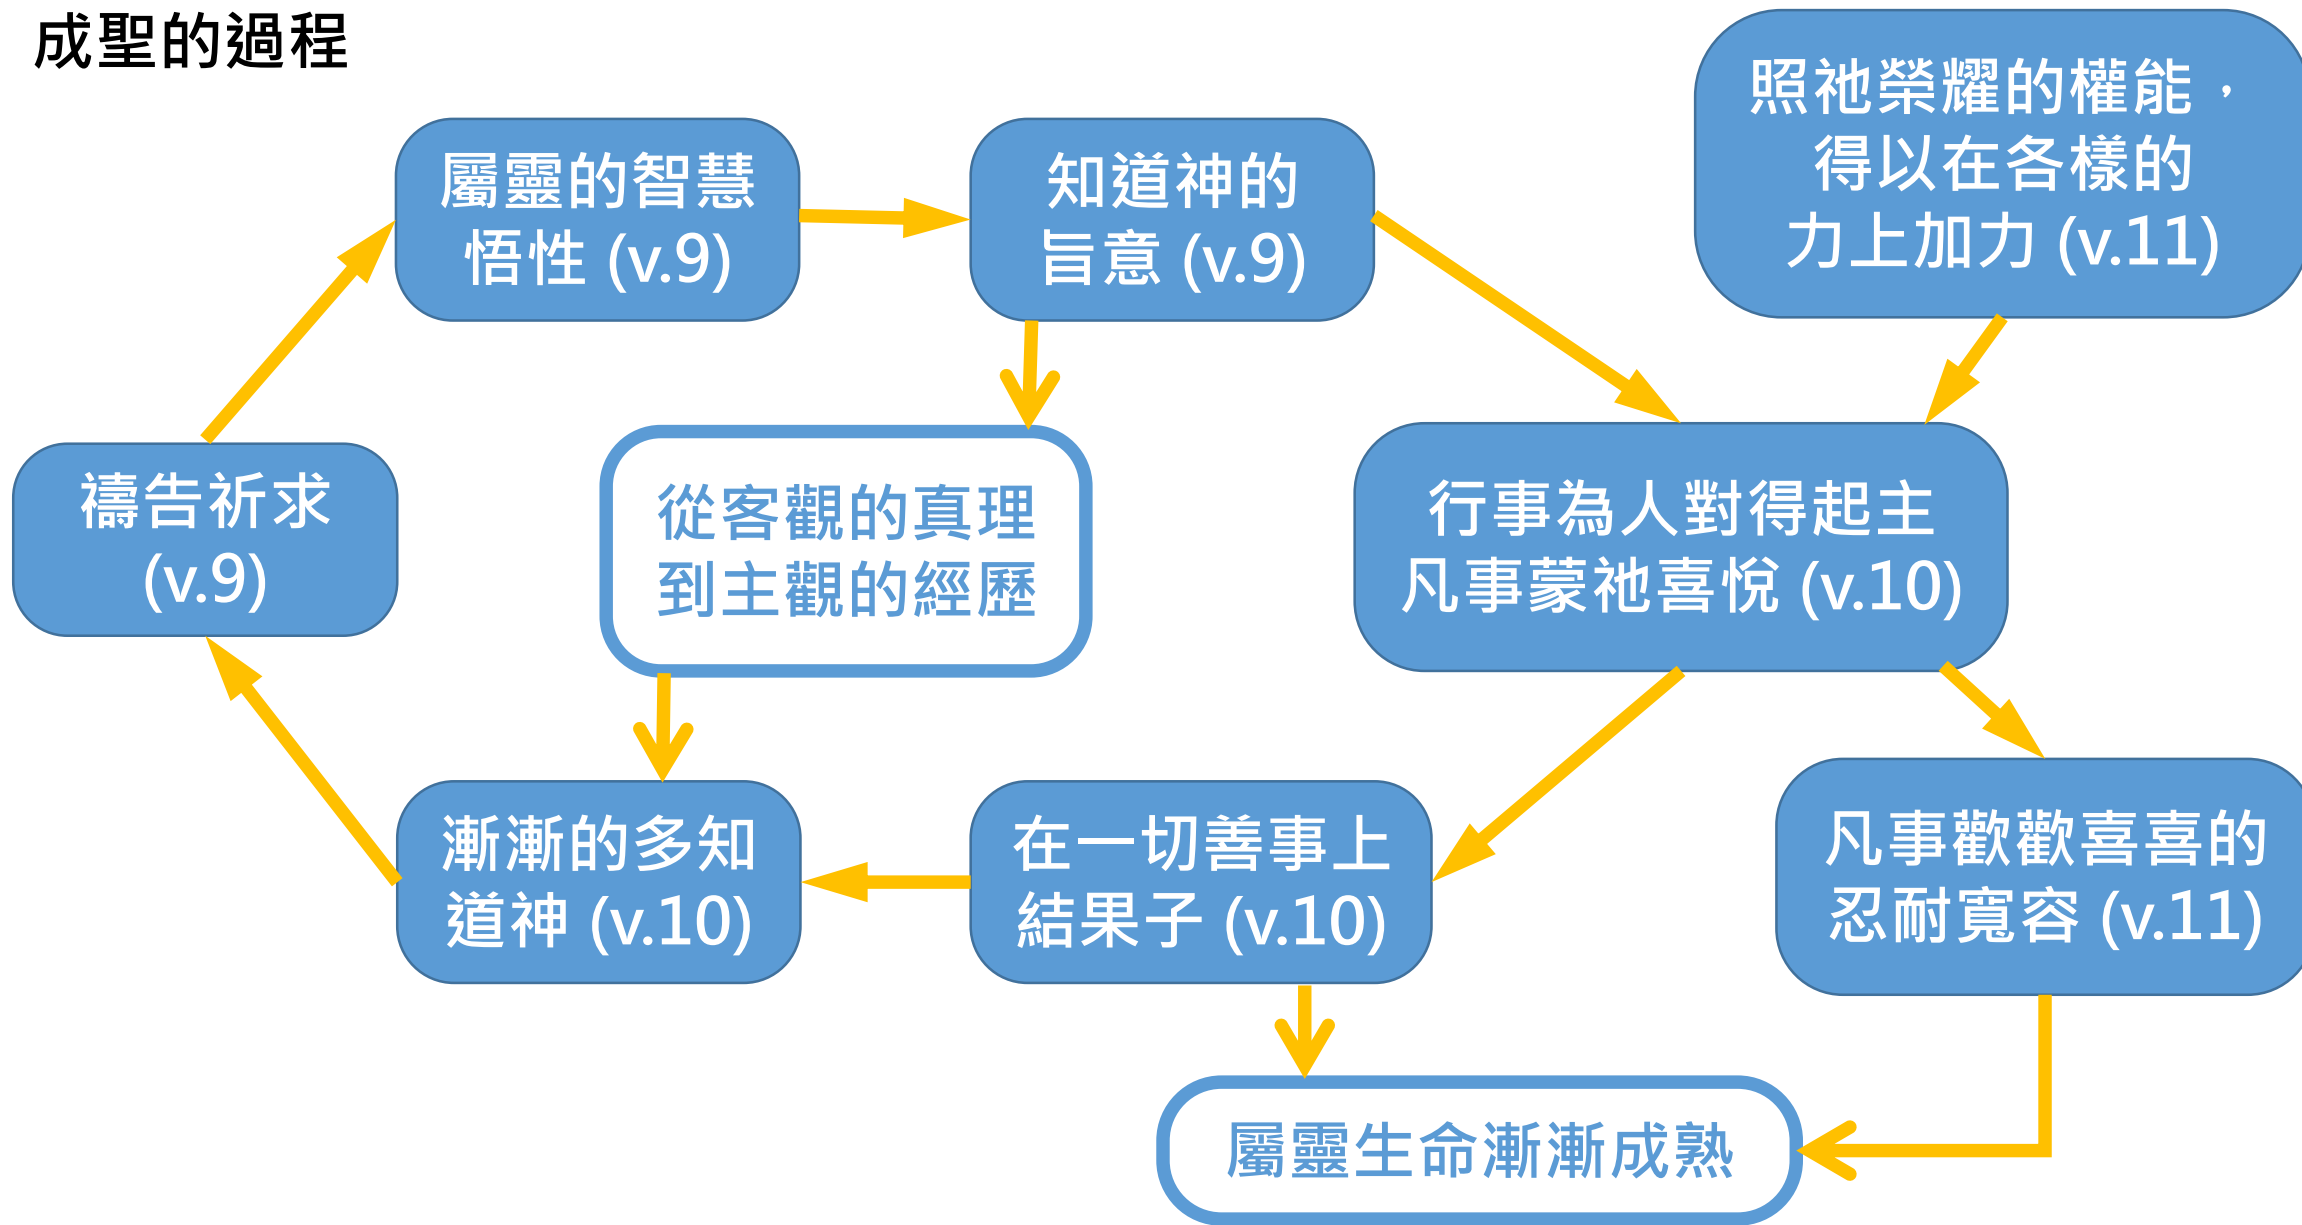 成聖的過程
照祂榮耀的權能，
得以在各樣的
力上加力 (v.11)
屬靈的智慧
悟性 (v.9)
知道神的
旨意 (v.9)
禱告祈求
(v.9)
從客觀的真理
到主觀的經歷
行事為人對得起主
凡事蒙祂喜悅 (v.10)
漸漸的多知
道神 (v.10)
在一切善事上
結果子 (v.10)
凡事歡歡喜喜的
忍耐寬容 (v.11)
屬靈生命漸漸成熟